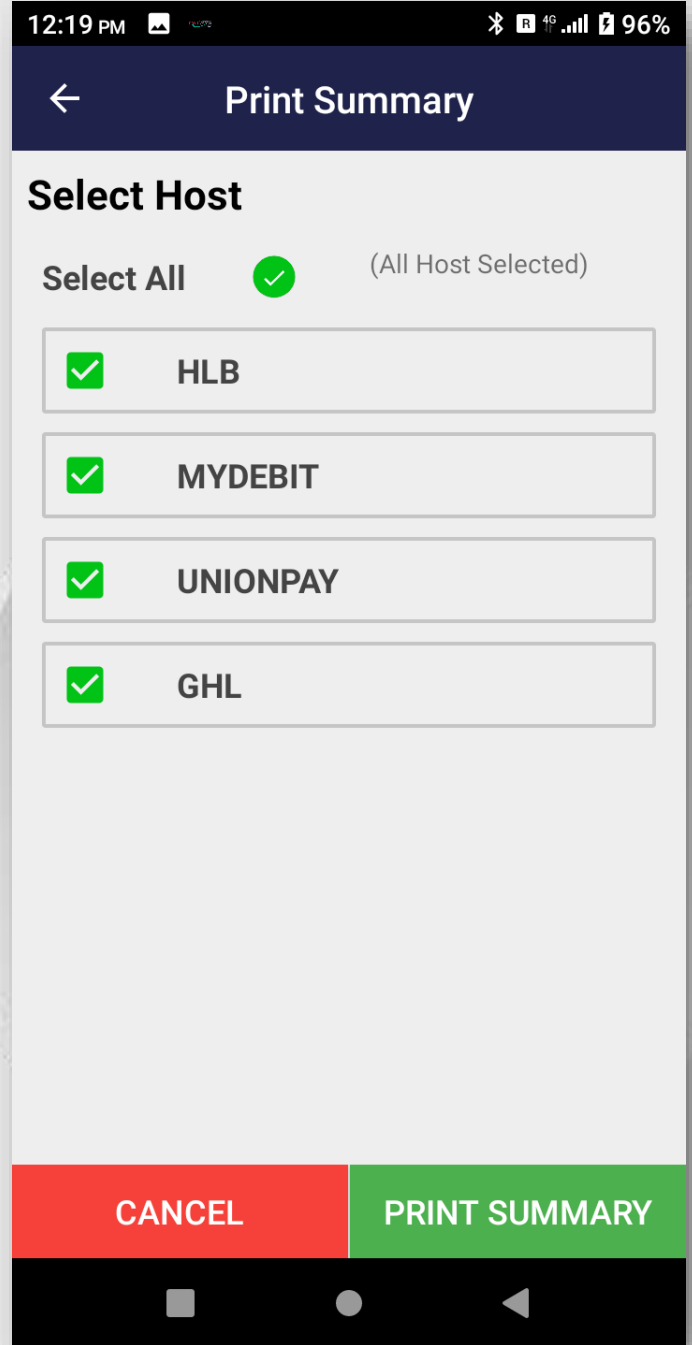 12:19 PM R 4G 96%
Print Summary
Select Host
Select All (All Host Selected)
HLB
MYDEBIT
UNIONPAY
GHL
CANCEL PRINT SUMMARY